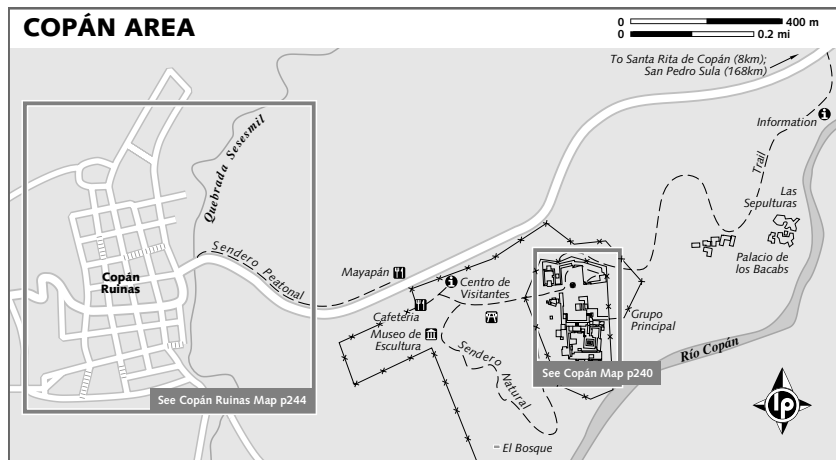 COPÁN AREA
0 400 m
0 0.2 mi
To Santa Rita de Copán (8km);
San Pedro Sula (168km)
Information
Trail
Las
Sepulturas
Palacio de
los Bacabs
Quebrada Sesesmil
Sendero Peatonal
Copán
Ruinas
Mayapán
Centro de
Visitantes
Cafetería
Museo de
Escultura
Sendero Natural
Grupo
Principal
Río Copán
See Copán Map p240
See Copán Ruinas Map p244
El Bosque
lp